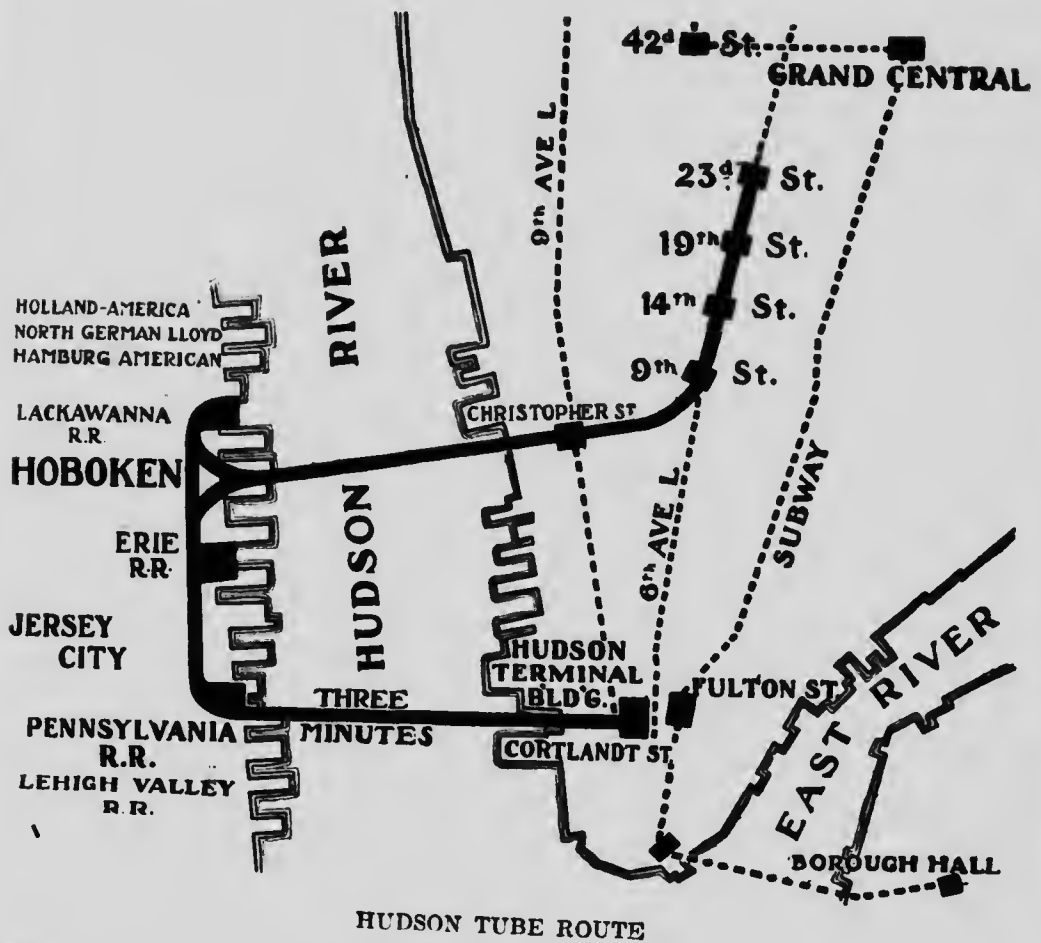 42d St.
GRAND CENTRAL
23d St.
19th St.
14th St.
9th St.
9th AVE L
HUDSON RIVER
HOLLAND-AMERICA
NORTH GERMAN LLOYD
HAMBURG AMERICAN
LACKAWANNA
R.R.
HOBOKEN
CHRISTOPHER ST
ERIE
R.R.
6th AVE L
SUBWAY
JERSEY
CITY
HUDSON
TERMINAL
BLD'G.
FULTON ST.
THREE
MINUTES
CORTLANDT ST.
PENNSYLVANIA
R.R.
LEHIGH VALLEY
R.R.
EAST RIVER
BOROUGH HALL
HUDSON TUBE ROUTE